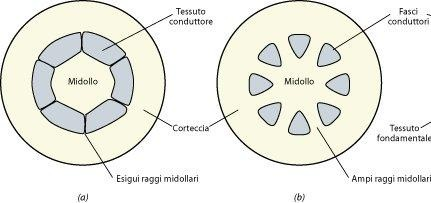 Tessuto
conduttore
Midollo
Corteccia
Esigui raggi midollari
(a)
Fasci
conduttori
Midollo
Tessuto
fondamentale
Ampi raggi midollari
(b)